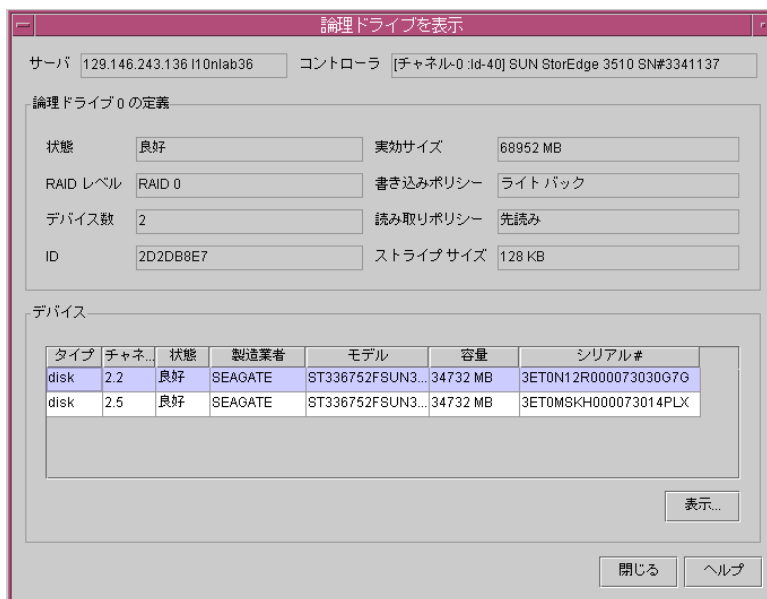 論理ドライブを表示
サーバ 129.146.243.136 l10nlab36 コントローラ [チャネル-0 :Id-40] SUN StorEdge 3510 SN#3341137
論理ドライブ 0 の定義
状態 良好 実効サイズ 68952 MB
RAID レベル RAID 0 書き込みポリシー ライト バック
デバイス数 2 読み取りポリシー 先読み
ID 2D2DB8E7 ストライプ サイズ 128 KB
デバイス
タイプ チャネ... 状態 製造業者 モデル 容量 シリアル #
disk 2.2 良好 SEAGATE ST336752FSUN3... 34732 MB 3ET0N12R000073030G7G
disk 2.5 良好 SEAGATE ST336752FSUN3... 34732 MB 3ET0MSKH000073014PLX
表示...
閉じる ヘルプ